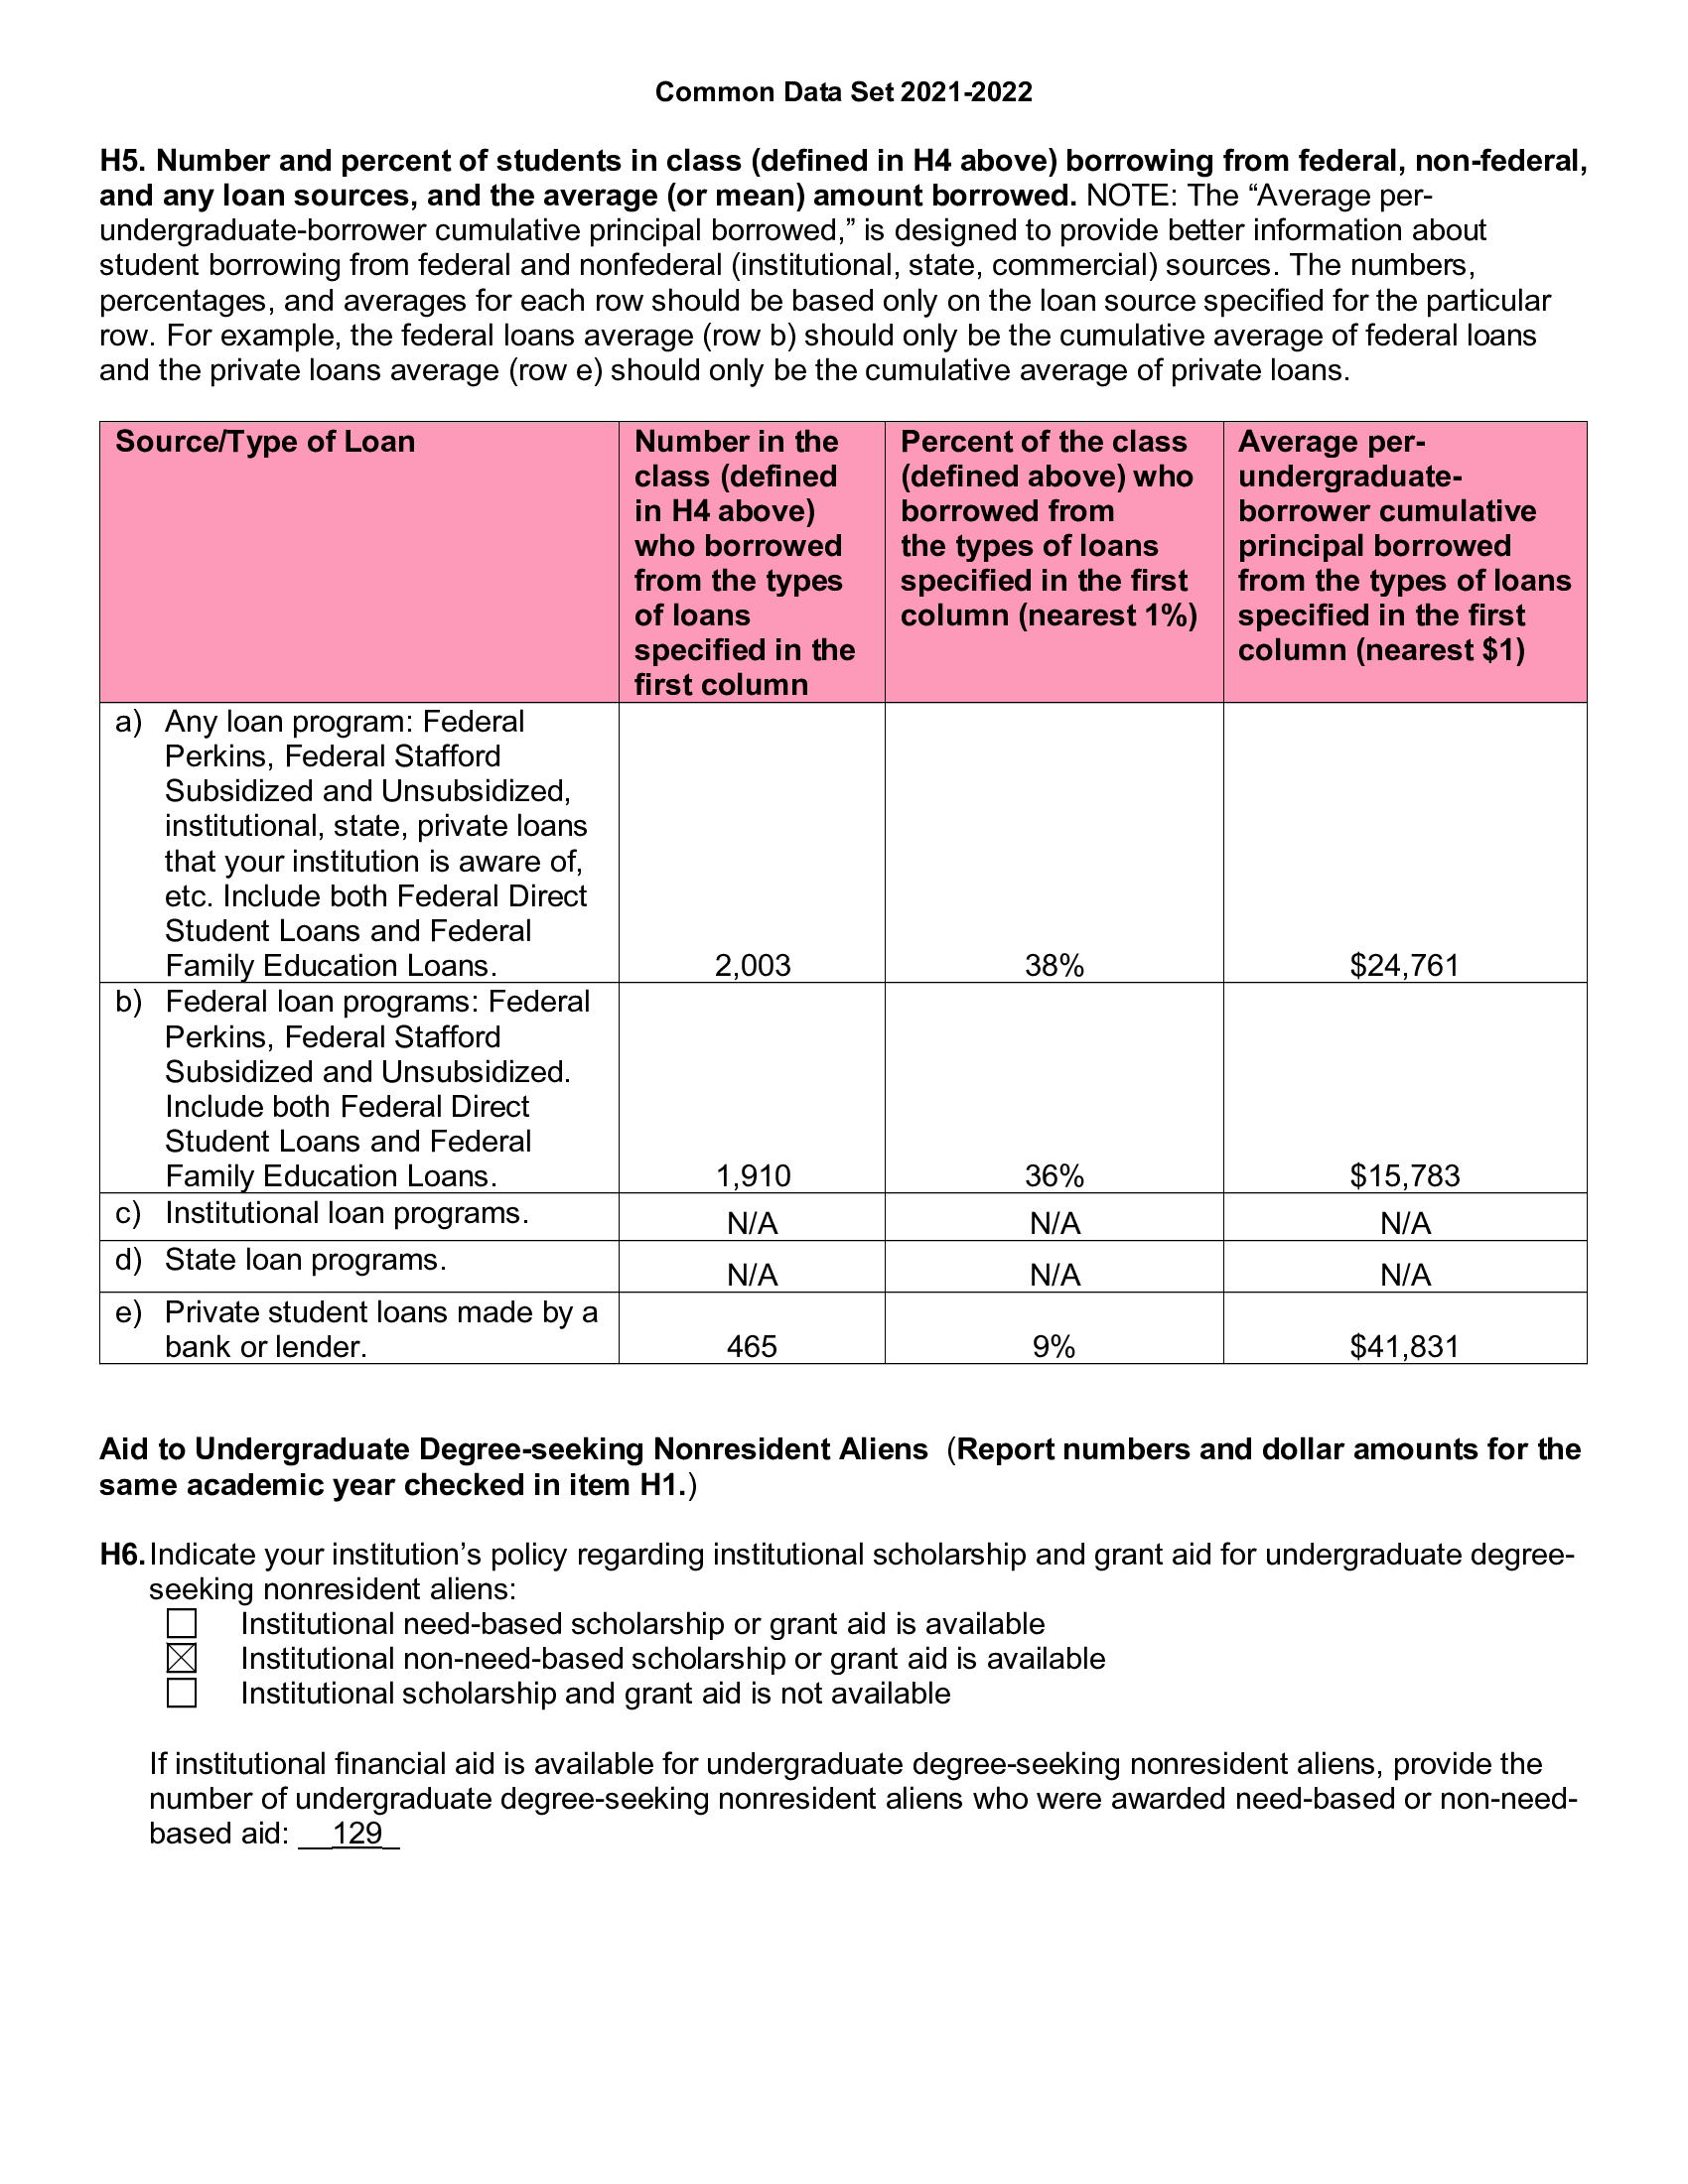 Common Data Set 2021-2022
H5. Number and percent of students in class (defined in H4 above) borrowing from federal, non-federal,
and any loan sources, and the average (or mean) amount borrowed. NOTE: The “Average per-
undergraduate-borrower cumulative principal borrowed,” is designed to provide better information about
student borrowing from federal and nonfederal (institutional, state, commercial) sources. The numbers,
percentages, and averages for each row should be based only on the loan source specified for the particular
row. For example, the federal loans average (row b) should only be the cumulative average of federal loans
and the private loans average (row e) should only be the cumulative average of private loans.
Source/Type of Loan
Number in the
class (defined
in H4 above)
who borrowed
from the types
of loans
specified in the
first column
Percent of the class
(defined above) who
borrowed from
the types of loans
specified in the first
column (nearest 1%)
Average per-
undergraduate-
borrower cumulative
principal borrowed
from the types of loans
specified in the first
column (nearest $1)
a) Any loan program: Federal
Perkins, Federal Stafford
Subsidized and Unsubsidized,
institutional, state, private loans
that your institution is aware of,
etc. Include both Federal Direct
Student Loans and Federal
Family Education Loans.
2,003
38%
$24,761
b) Federal loan programs: Federal
Perkins, Federal Stafford
Subsidized and Unsubsidized.
Include both Federal Direct
Student Loans and Federal
Family Education Loans.
1,910
36%
$15,783
c) Institutional loan programs.
N/A
N/A
N/A
d) State loan programs.
N/A
N/A
N/A
e) Private student loans made by a
bank or lender.
465
9%
$41,831
Aid to Undergraduate Degree-seeking Nonresident Aliens (Report numbers and dollar amounts for the
same academic year checked in item H1.)
H6. Indicate your institution’s policy regarding institutional scholarship and grant aid for undergraduate degree-
seeking nonresident aliens:
☐ Institutional need-based scholarship or grant aid is available
☒ Institutional non-need-based scholarship or grant aid is available
☐ Institutional scholarship and grant aid is not available
If institutional financial aid is available for undergraduate degree-seeking nonresident aliens, provide the
number of undergraduate degree-seeking nonresident aliens who were awarded need-based or non-need-
based aid: __129_